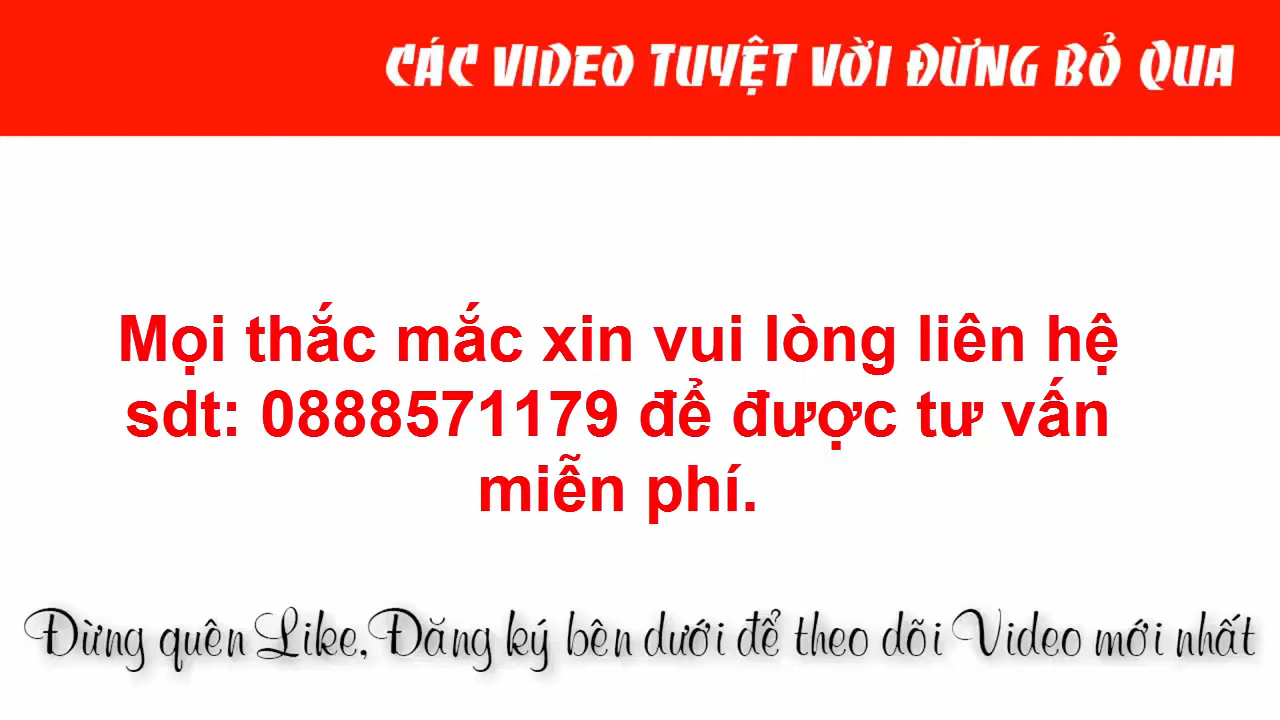 CÁC VIDEO TUYỆT VỜI ĐỪNG BỎ QUA
Mọi thắc mắc xin vui lòng liên hệ
sdt: 0888571179 để được tư vấn
miễn phí.
Đừng quên Like, Đăng ký bên dưới để theo dõi Video mới nhất